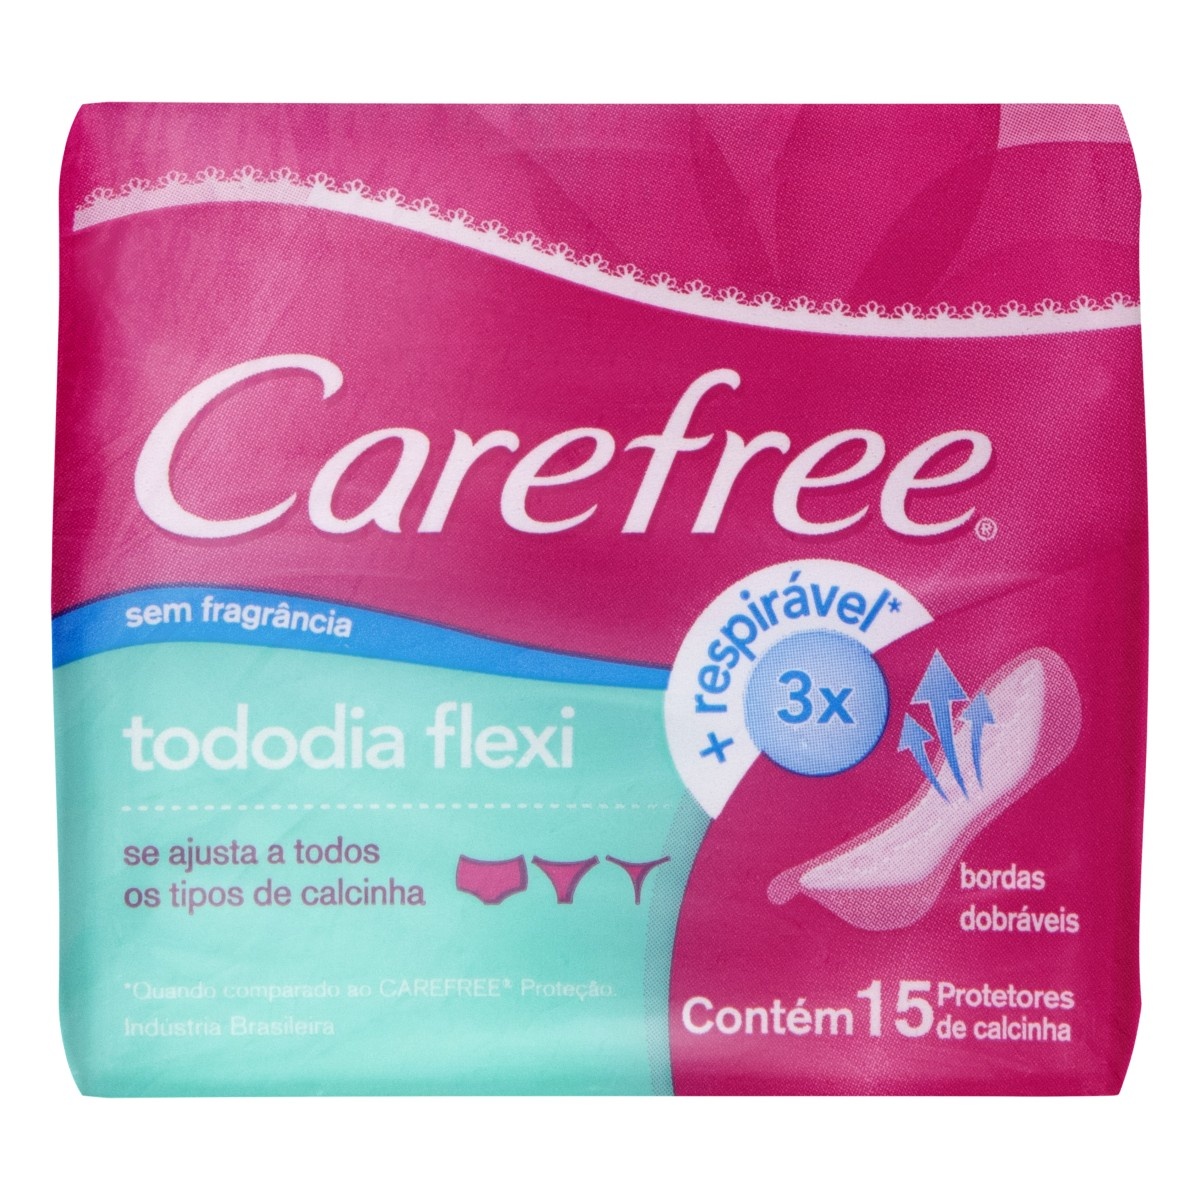 Carefree®
sem fragrância
+ respirável*
3x
tododia flexi
se ajusta a todos
os tipos de calcinha
bordas
dobráveis
*Quando comparado ao CAREFREE® Proteção.
Indústria Brasileira
Contém 15 Protetores
de calcinha